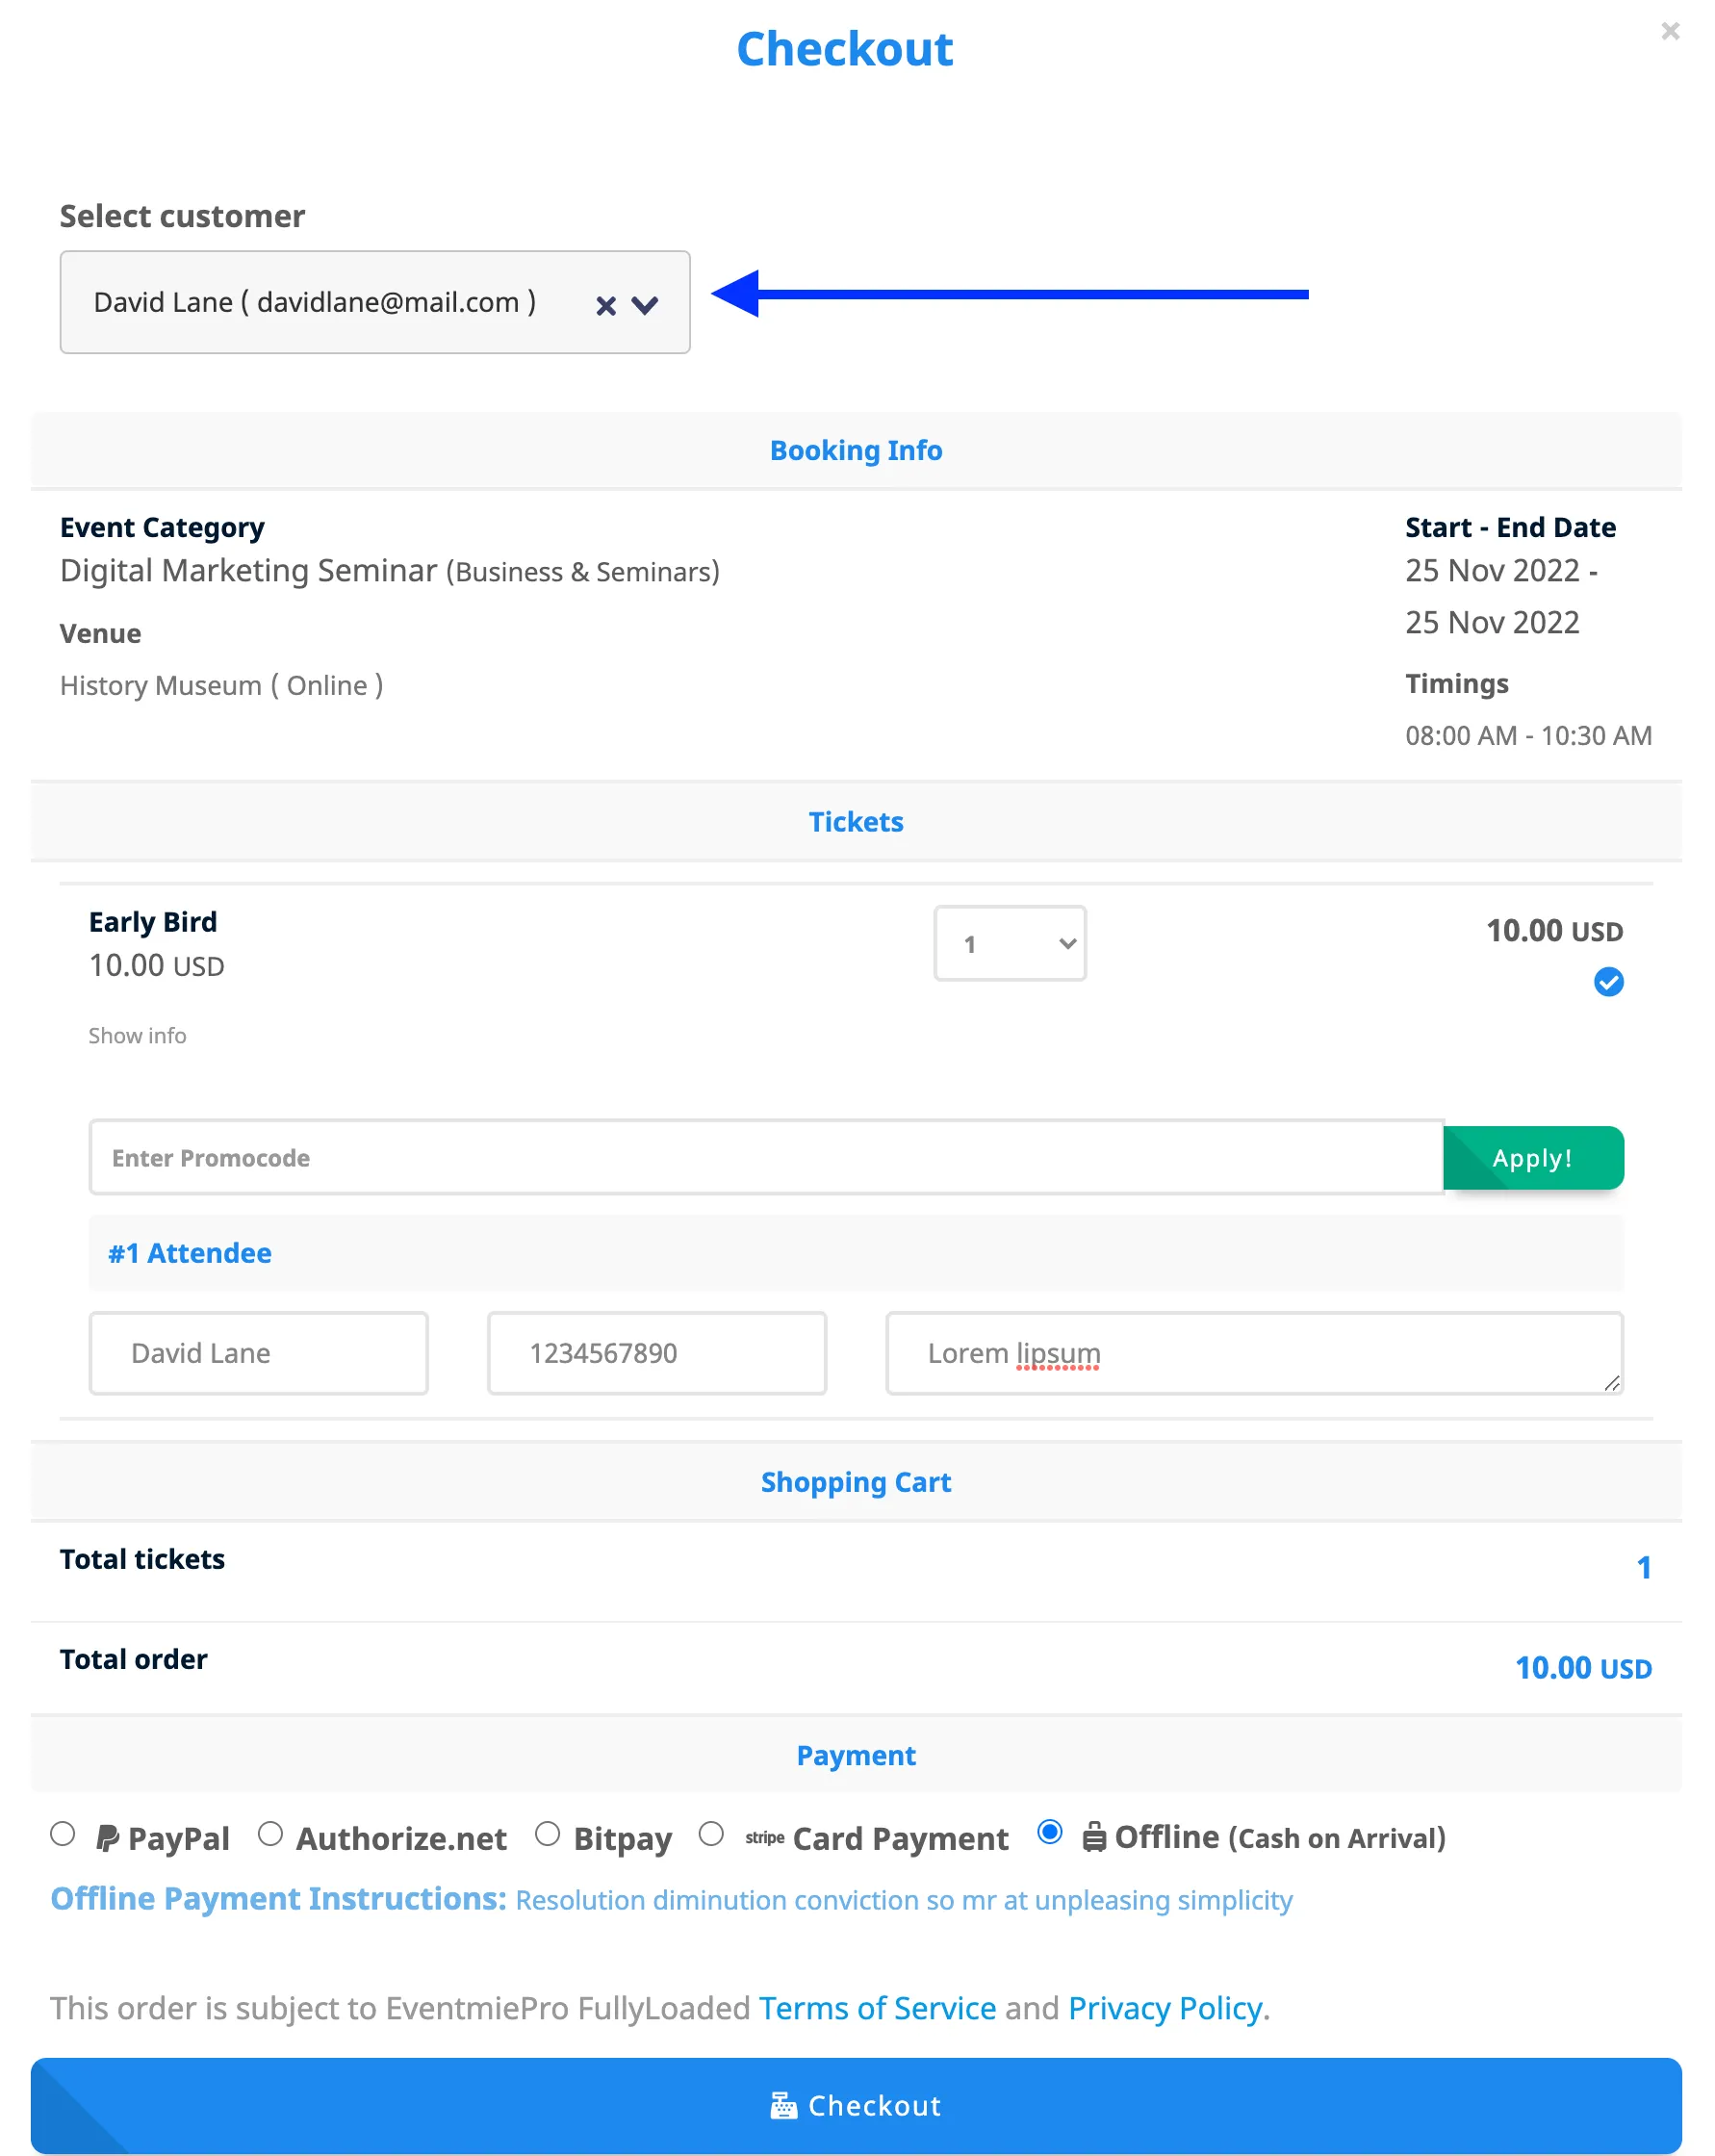 Checkout
×
Select customer
David Lane ( davidlane@mail.com )
Booking Info
Event Category
Digital Marketing Seminar (Business & Seminars)
Venue
History Museum ( Online )
Start - End Date
25 Nov 2022 -
25 Nov 2022
Timings
08:00 AM - 10:30 AM
Tickets
Early Bird
10.00 USD
Show info
1
10.00 USD
Enter Promocode
Apply!
#1 Attendee
David Lane
1234567890
Lorem lipsum
Shopping Cart
Total tickets
1
Total order
10.00 USD
Payment
PayPal Authorize.net Bitpay stripe Card Payment Offline (Cash on Arrival)
Offline Payment Instructions: Resolution diminution conviction so mr at unpleasing simplicity
This order is subject to EventmiePro FullyLoaded Terms of Service and Privacy Policy.
Checkout